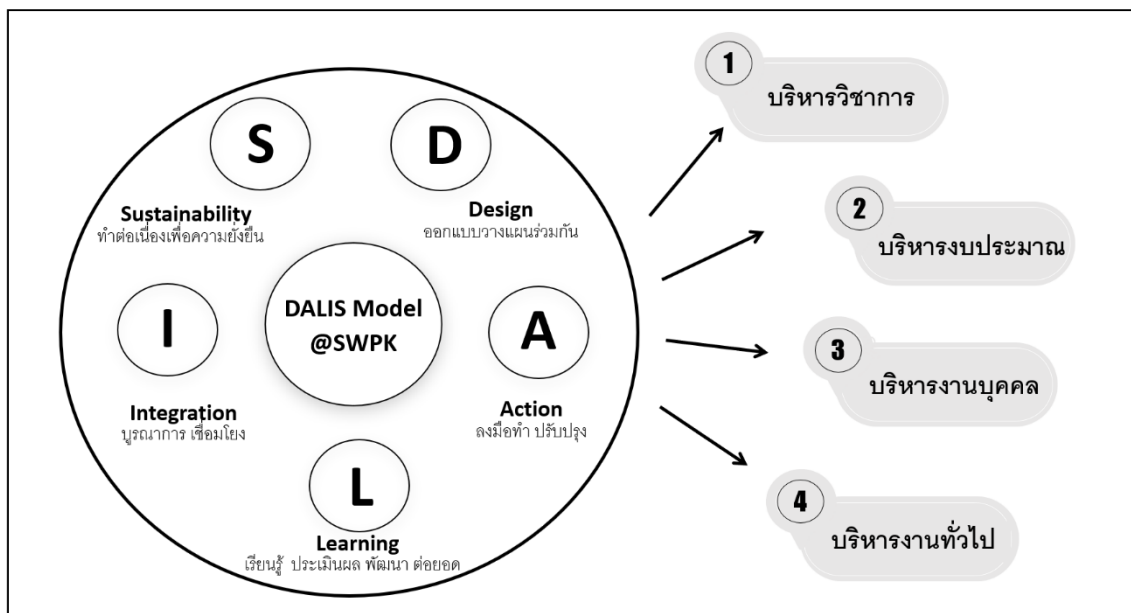 S
Sustainability
ทำต่อเนื่องเพื่อความยั่งยืน
D
Design
ออกแบบวางแผนร่วมกัน
I
Integration
บูรณาการ เชื่อมโยง
DALIS Model
@SWPK
A
Action
ลงมือทำ ปรับปรุง
L
Learning
เรียนรู้ ประเมินผล พัฒนา ต่อยอด
1
บริหารวิชาการ
2
บริหารงบประมาณ
3
บริหารงานบุคคล
4
บริหารงานทั่วไป